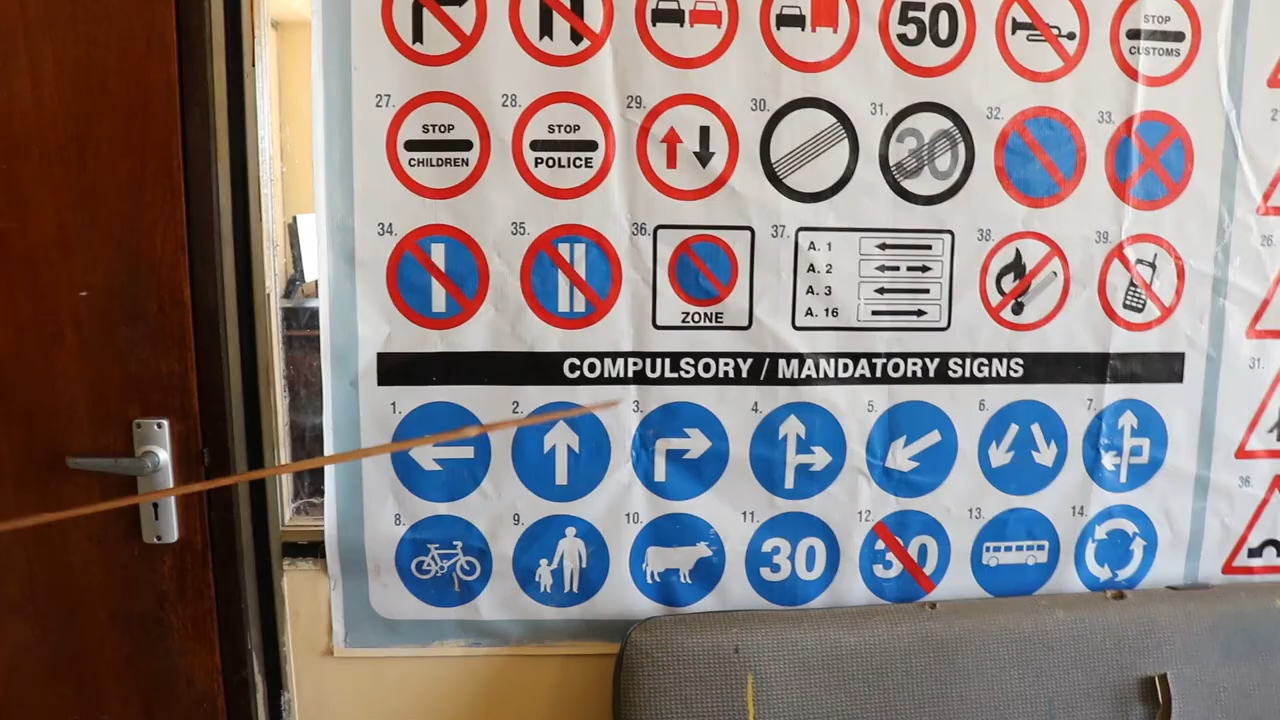 50
STOP
CUSTOMS
27. 28. 29. 30. 31. 32. 33.
STOP
CHILDREN
STOP
POLICE
30
34. 35. 36. 37. 38. 39.
ZONE
A. 1
A. 2
A. 3
A. 16
COMPULSORY / MANDATORY SIGNS
1. 2. 3. 4. 5. 6. 7.
8. 9. 10. 11. 12. 13. 14.
30
30
26.
31.
36.